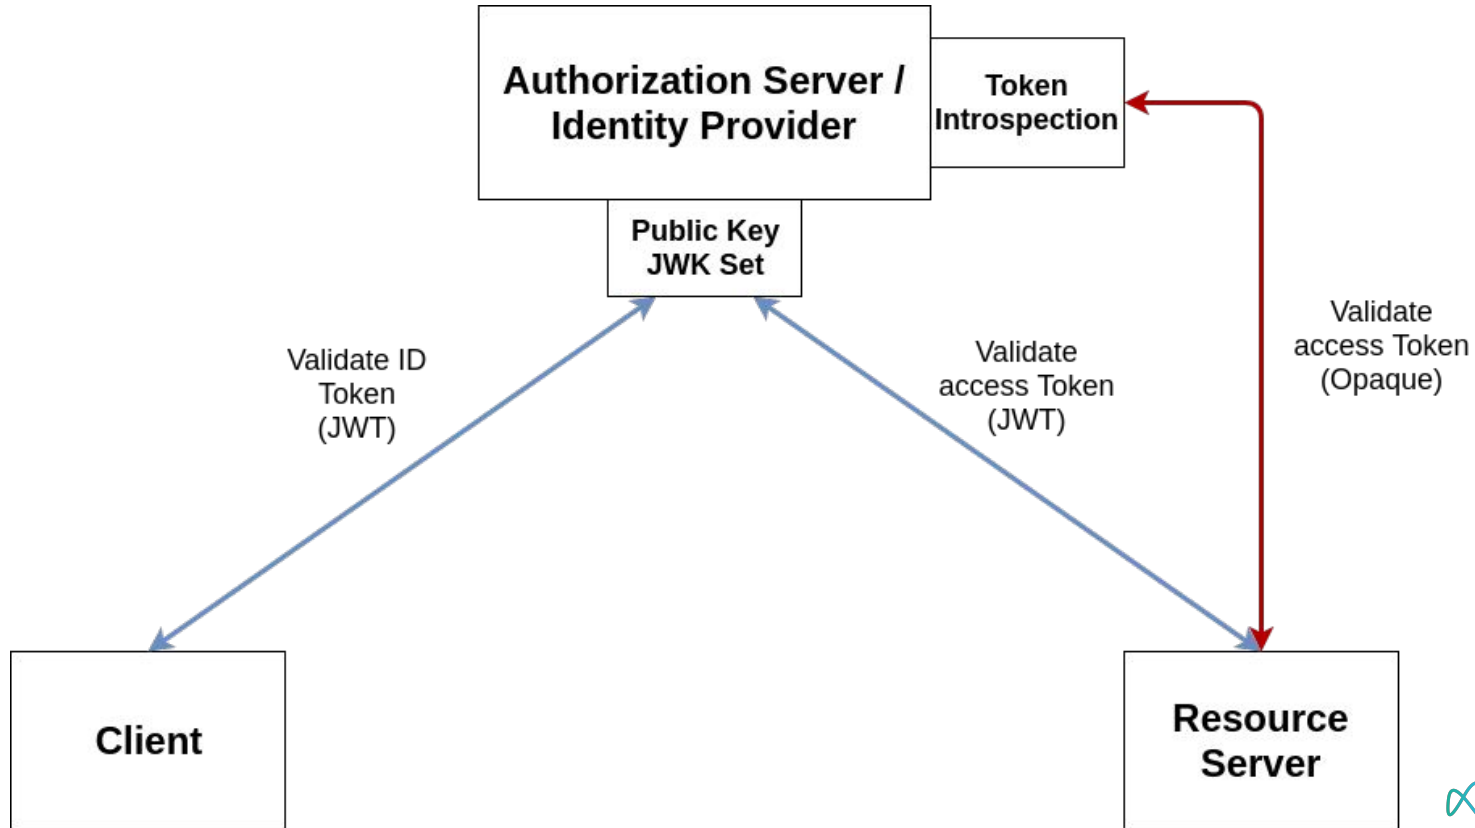 Authorization Server /
Identity Provider
Token
Introspection
Public Key
JWK Set
Validate ID
Token
(JWT)
Validate
access Token
(JWT)
Validate
access Token
(Opaque)
Client
Resource
Server